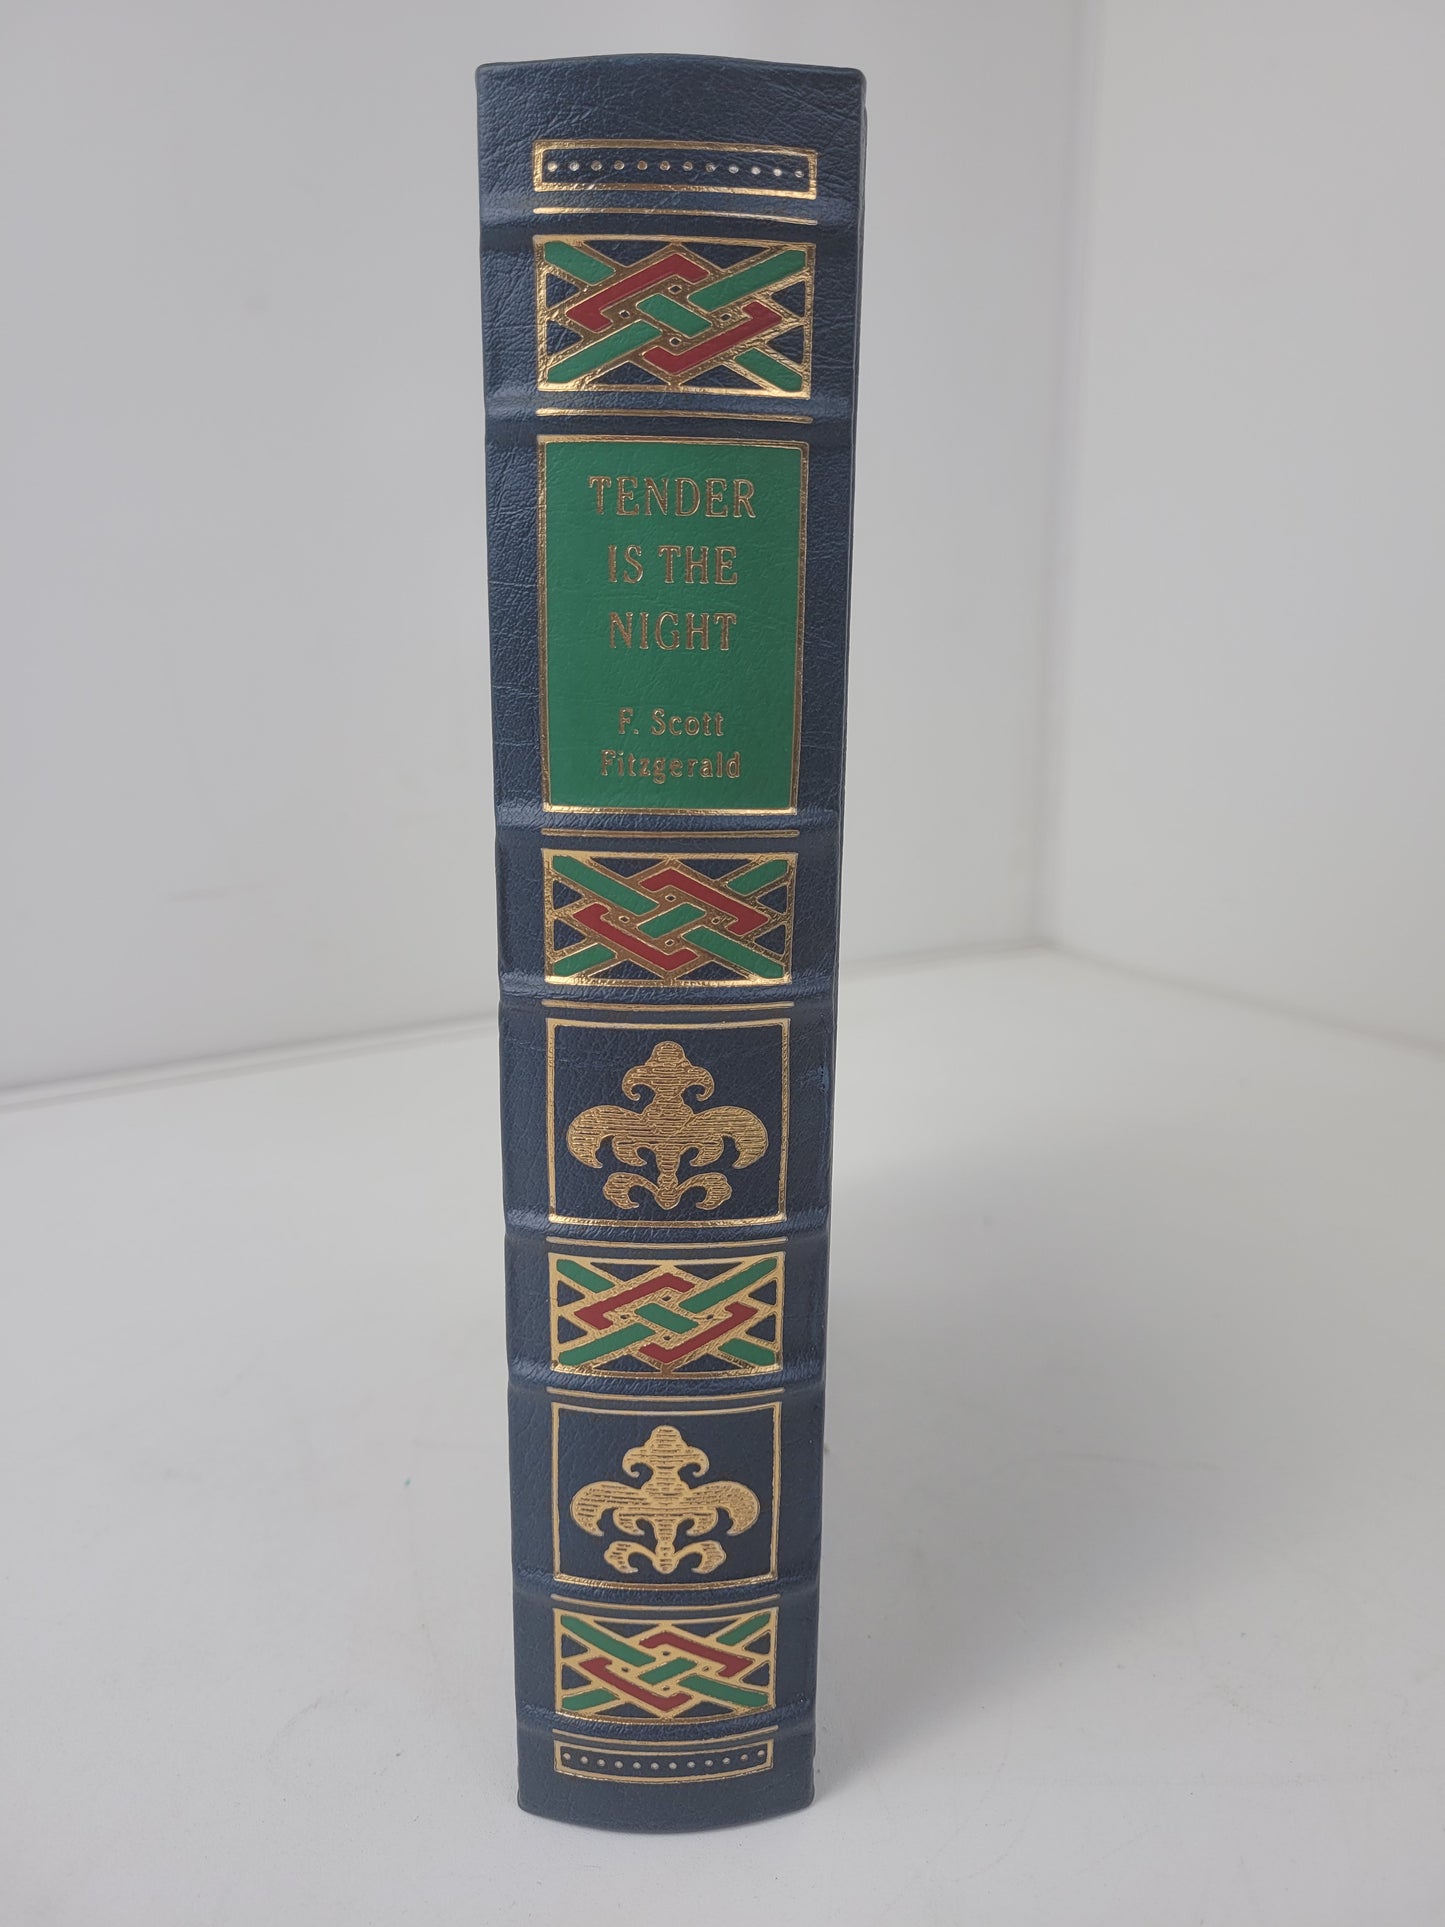 TENDER
IS THE
NIGHT
F. Scott
Fitzgerald